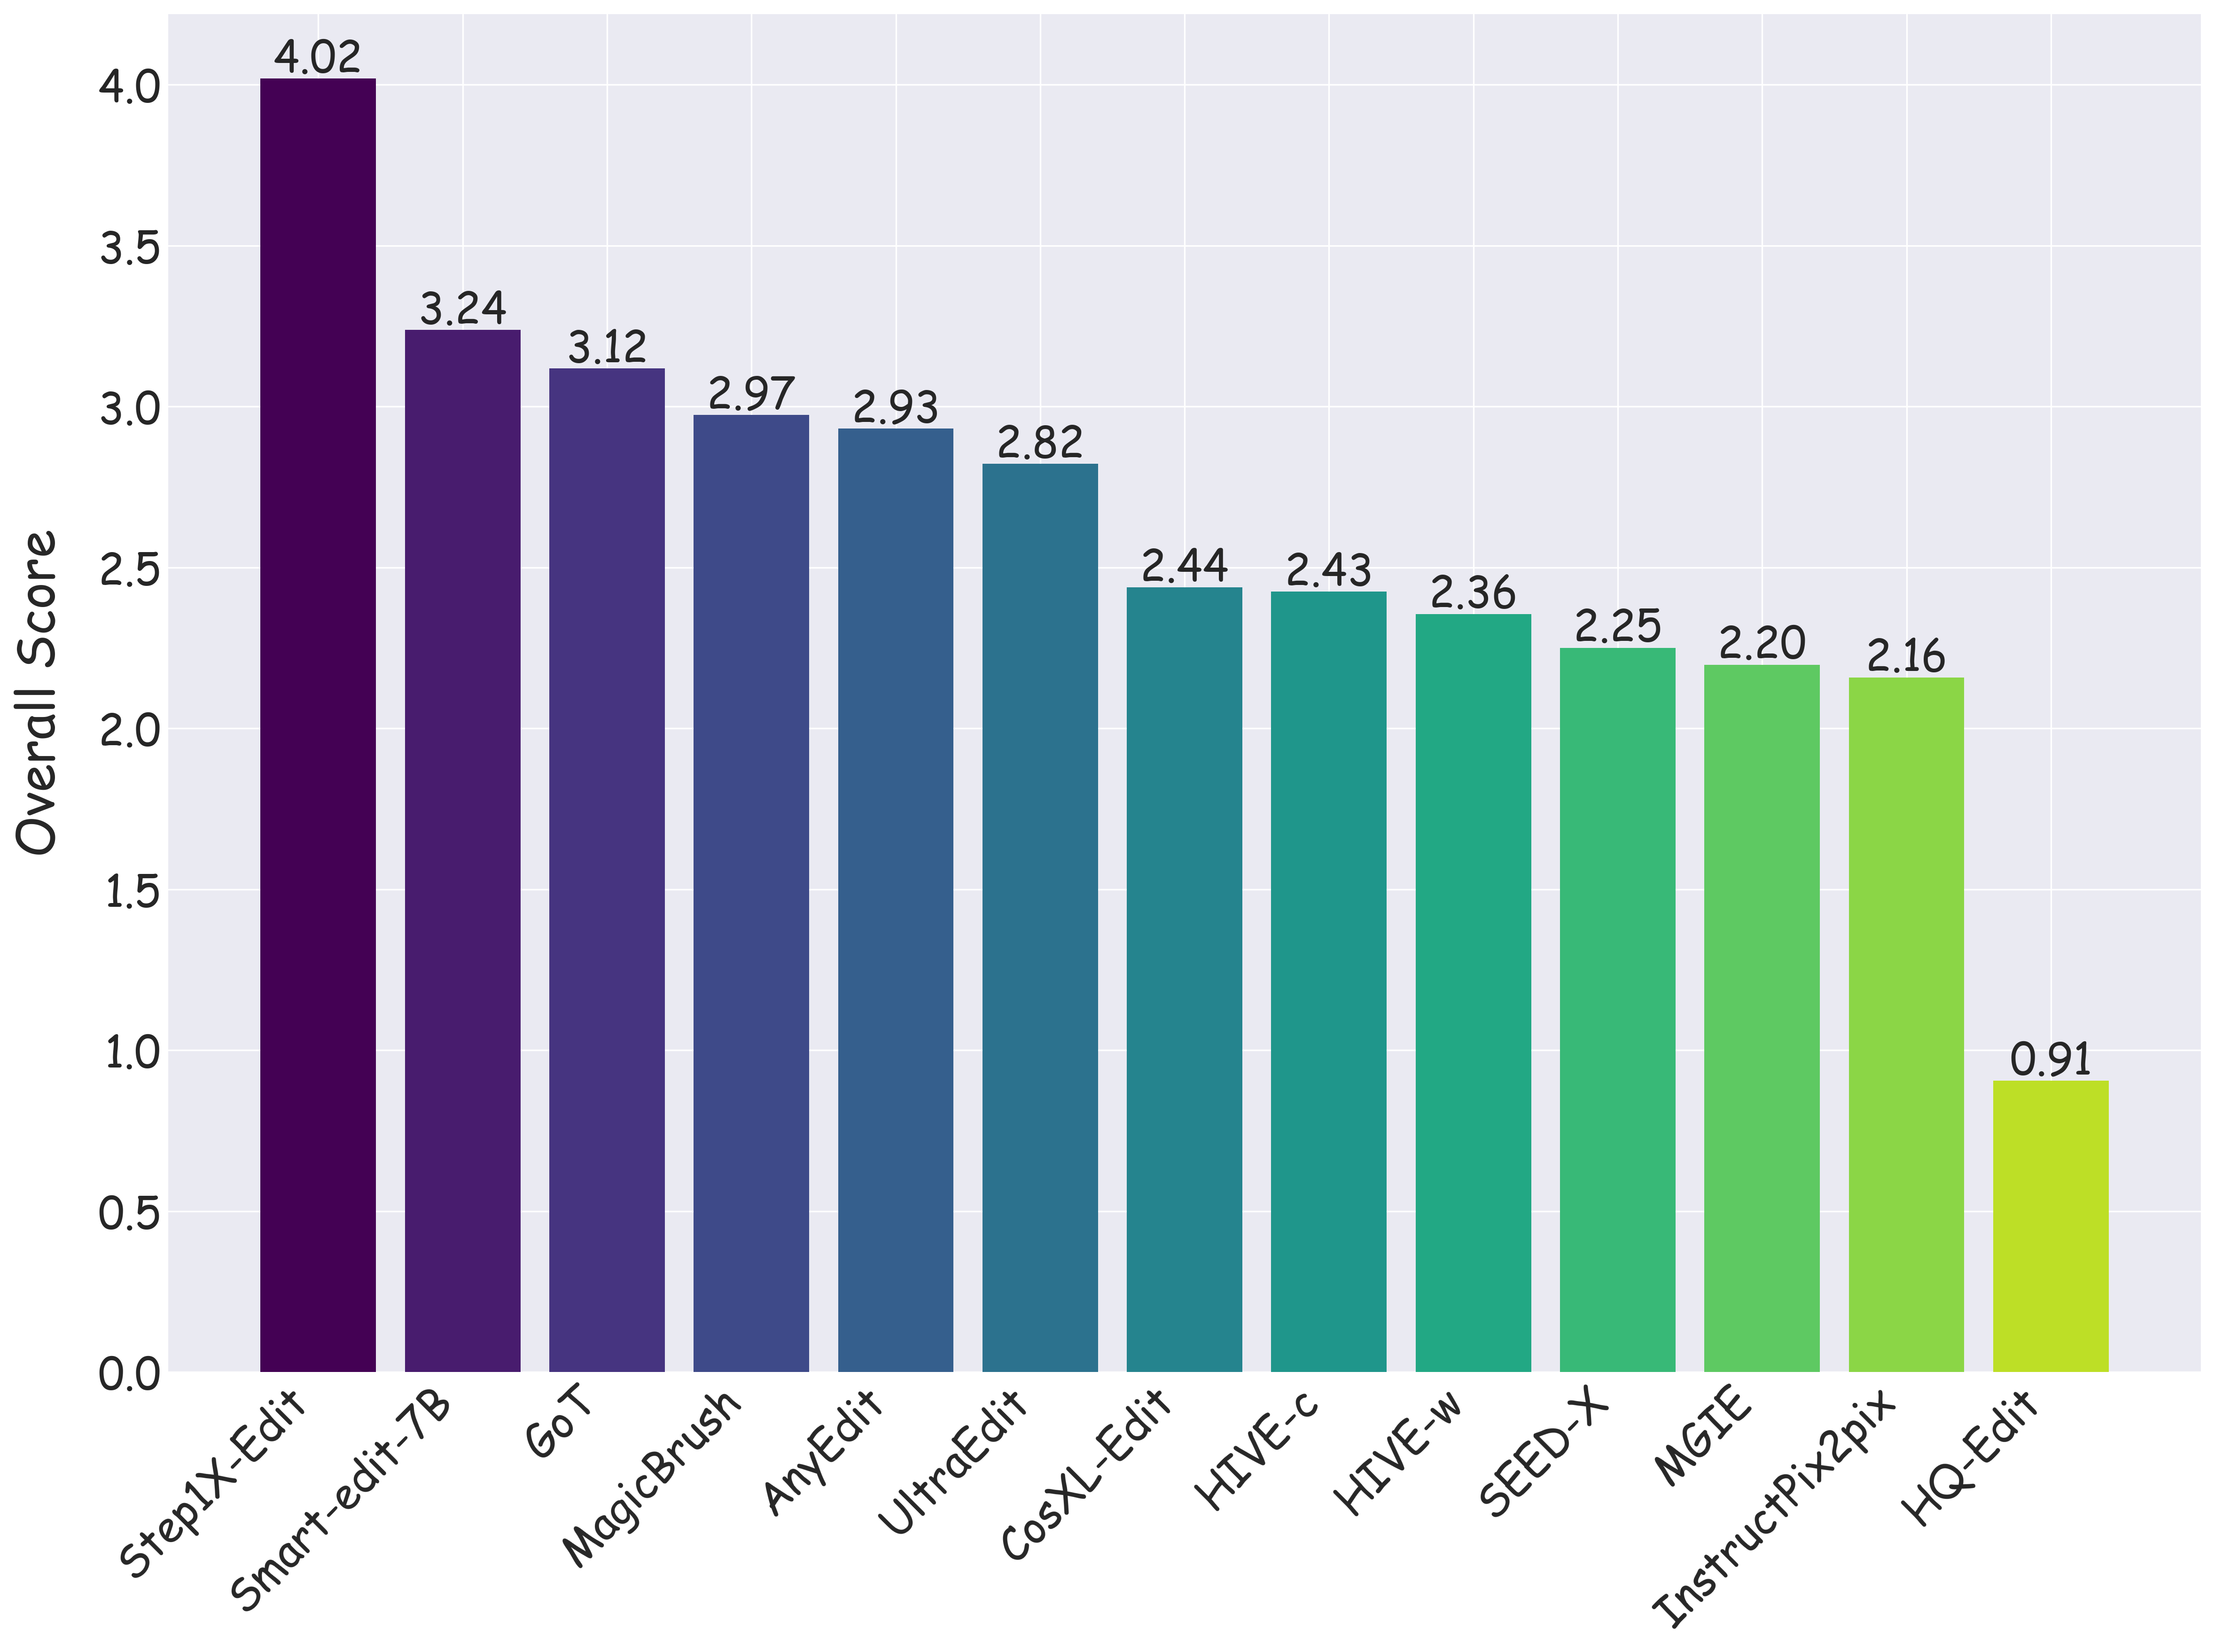 Overall Score
4.0
3.5
3.0
2.5
2.0
1.5
1.0
0.5
0.0
4.02
3.24
3.12
2.97
2.93
2.82
2.44
2.43
2.36
2.25
2.20
2.16
0.91
Step1X-Edit
Smart-edit-7B
GoT
MagicBrush
AnyEdit
UltraEdit
CosXL-Edit
HIVE-c
HIVE-w
SEED-X
MGIE
InstructPix2pix
HQ-Edit